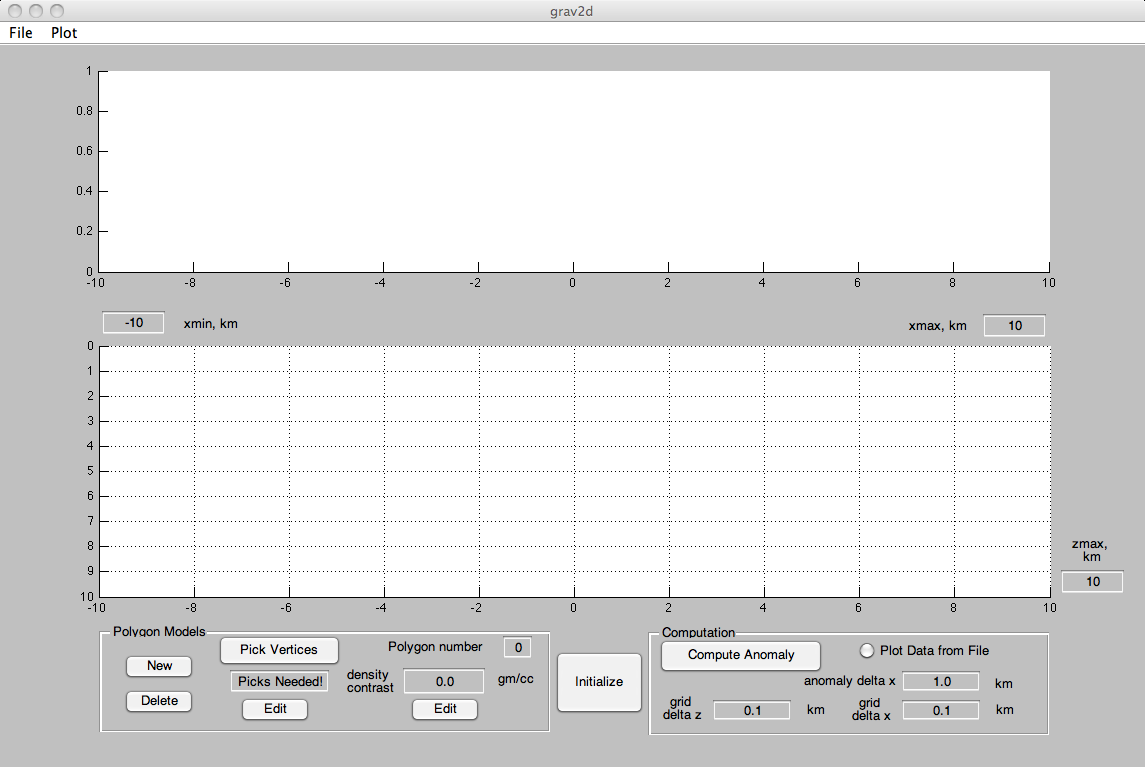 grav2d
File Plot
1
0.8
0.6
0.4
0.2
0
-10 -8 -6 -4 -2 0 2 4 6 8 10
-10 xmin, km xmax, km 10
0
1
2
3
4
5
6
7
8
9
10
-10 -8 -6 -4 -2 0 2 4 6 8 10
zmax,
km
10
Polygon Models
New
Delete
Pick Vertices
Picks Needed!
Edit
Polygon number 0
density
contrast
0.0 gm/cc
Edit
Initialize
Computation
Compute Anomaly
Plot Data from File
anomaly delta x 1.0 km
grid
delta z
0.1 km
grid
delta x
0.1 km